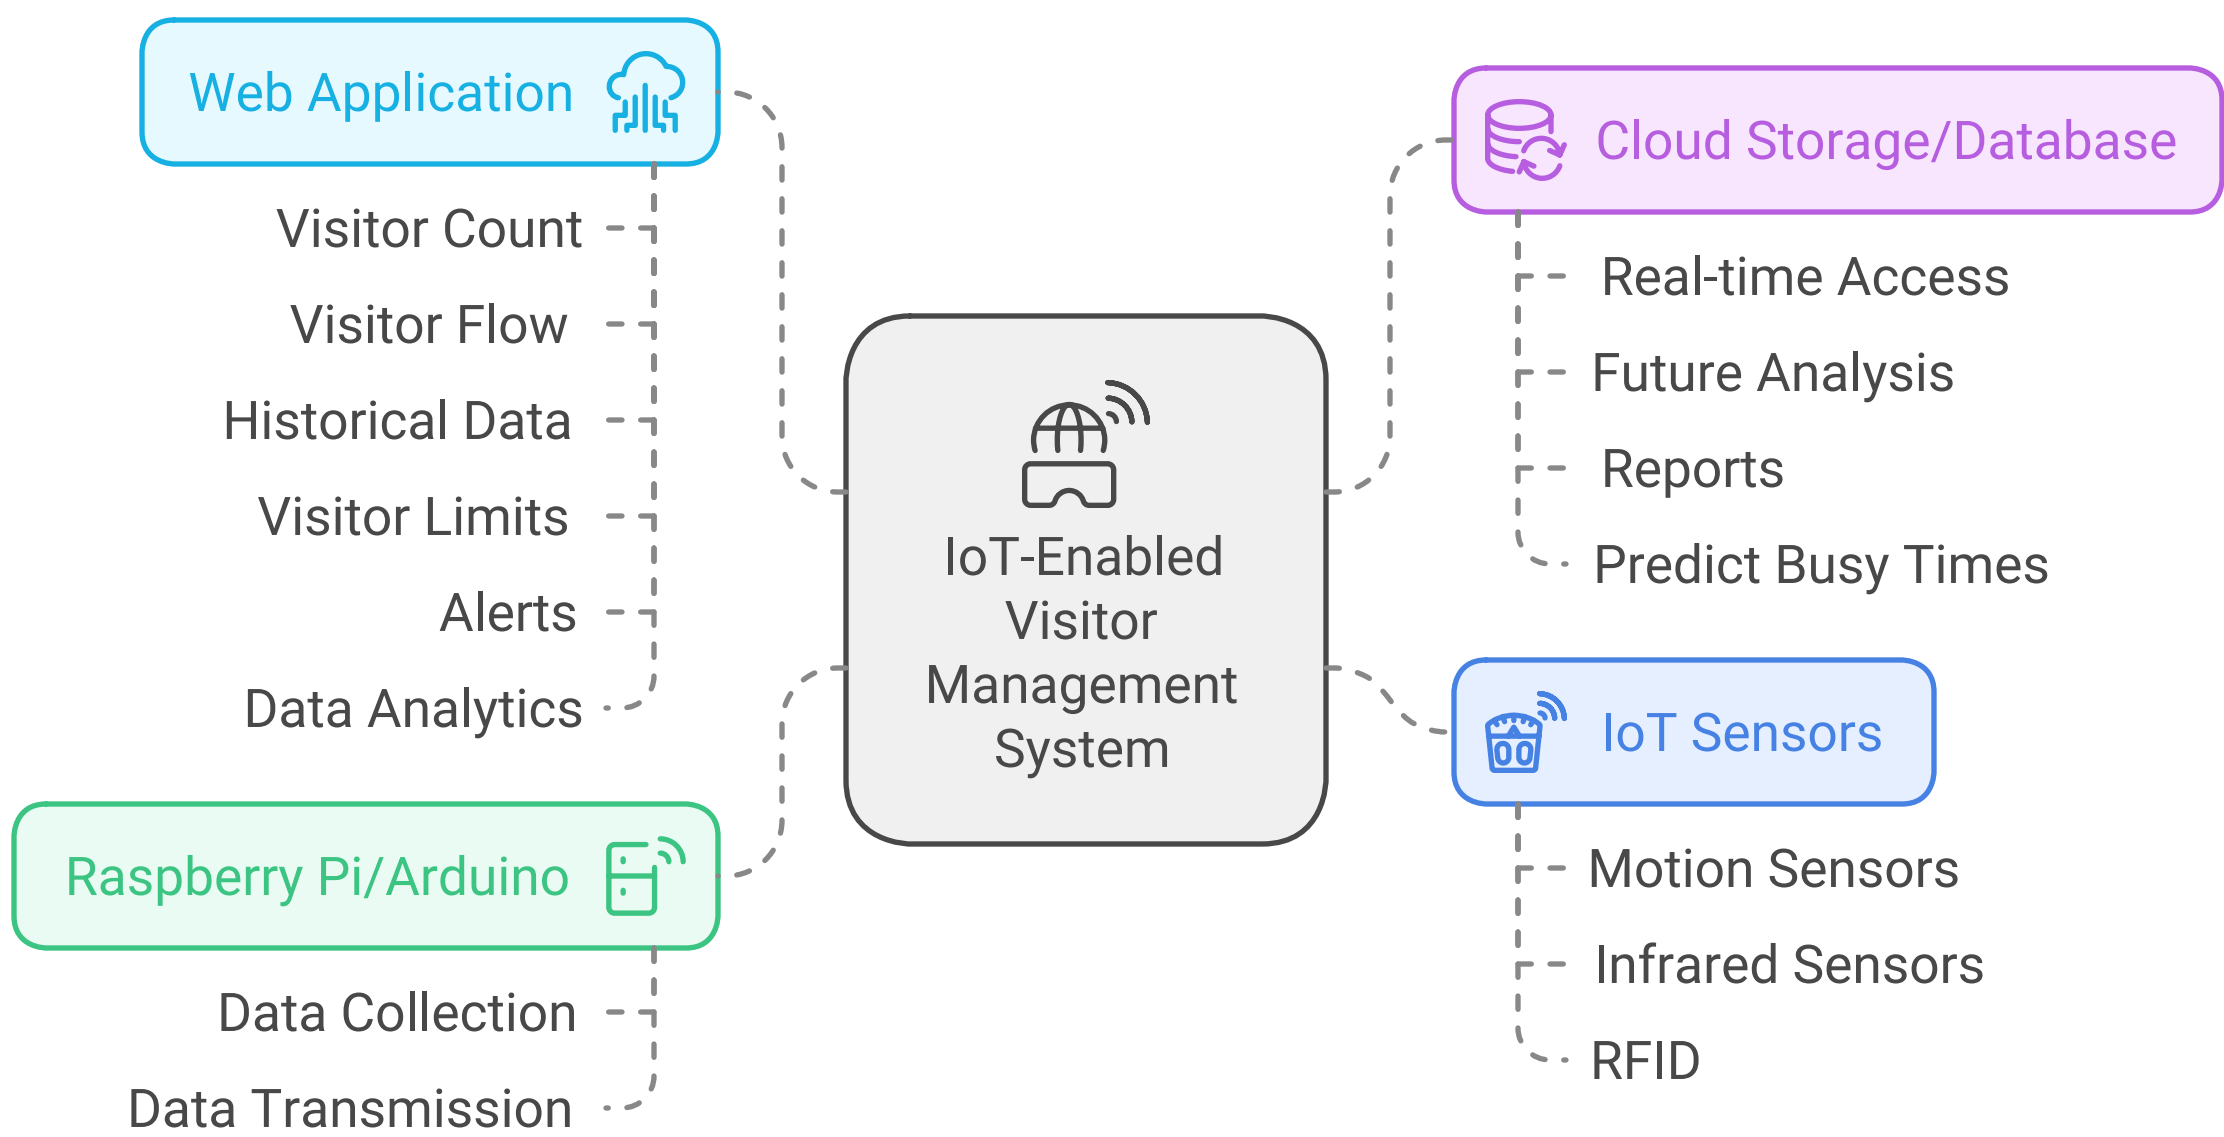 Web Application
Visitor Count
Visitor Flow
Historical Data
Visitor Limits
Alerts
Data Analytics
Raspberry Pi/Arduino
Data Collection
Data Transmission
IoT-Enabled
Visitor
Management
System
Cloud Storage/Database
Real-time Access
Future Analysis
Reports
Predict Busy Times
IoT Sensors
Motion Sensors
Infrared Sensors
RFID